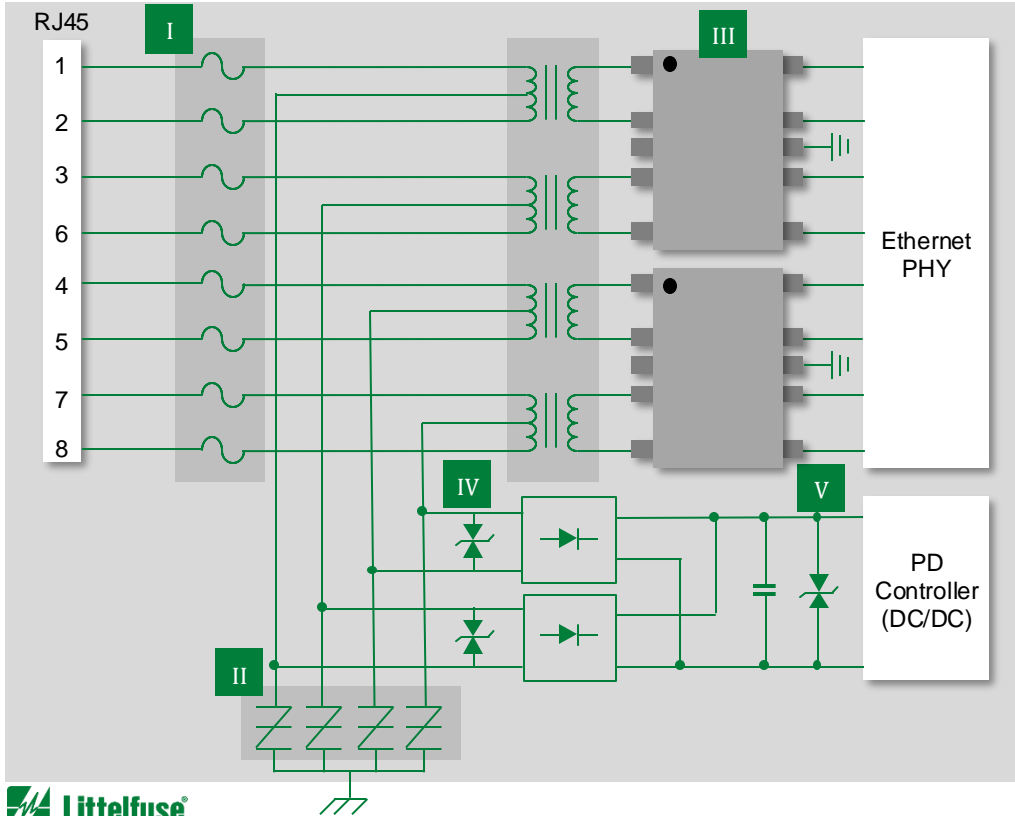 RJ45
I
III
1
2
3
6
4
5
7
8
Ethernet
PHY
IV
V
PD
Controller
(DC/DC)
II
Littelfuse®